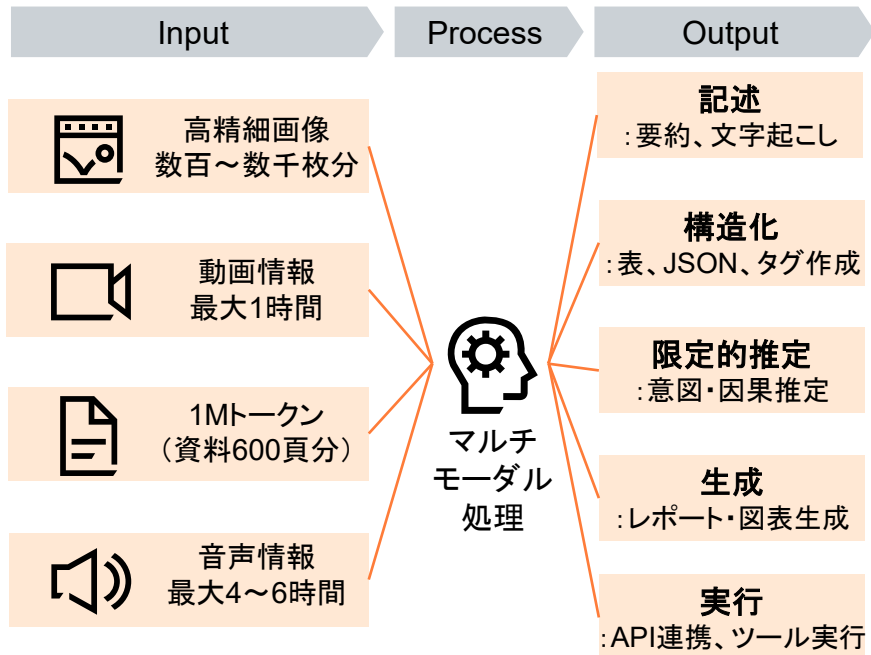 Input
Process
Output
高精細画像
数百～数千枚分
動画情報
最大1時間
1Mトークン
（資料600頁分）
音声情報
最大4～6時間
マルチ
モーダル
処理
記述
：要約、文字起こし
構造化
：表、JSON、タグ作成
限定的推定
：意図・因果推定
生成
：レポート・図表生成
実行
：API連携、ツール実行